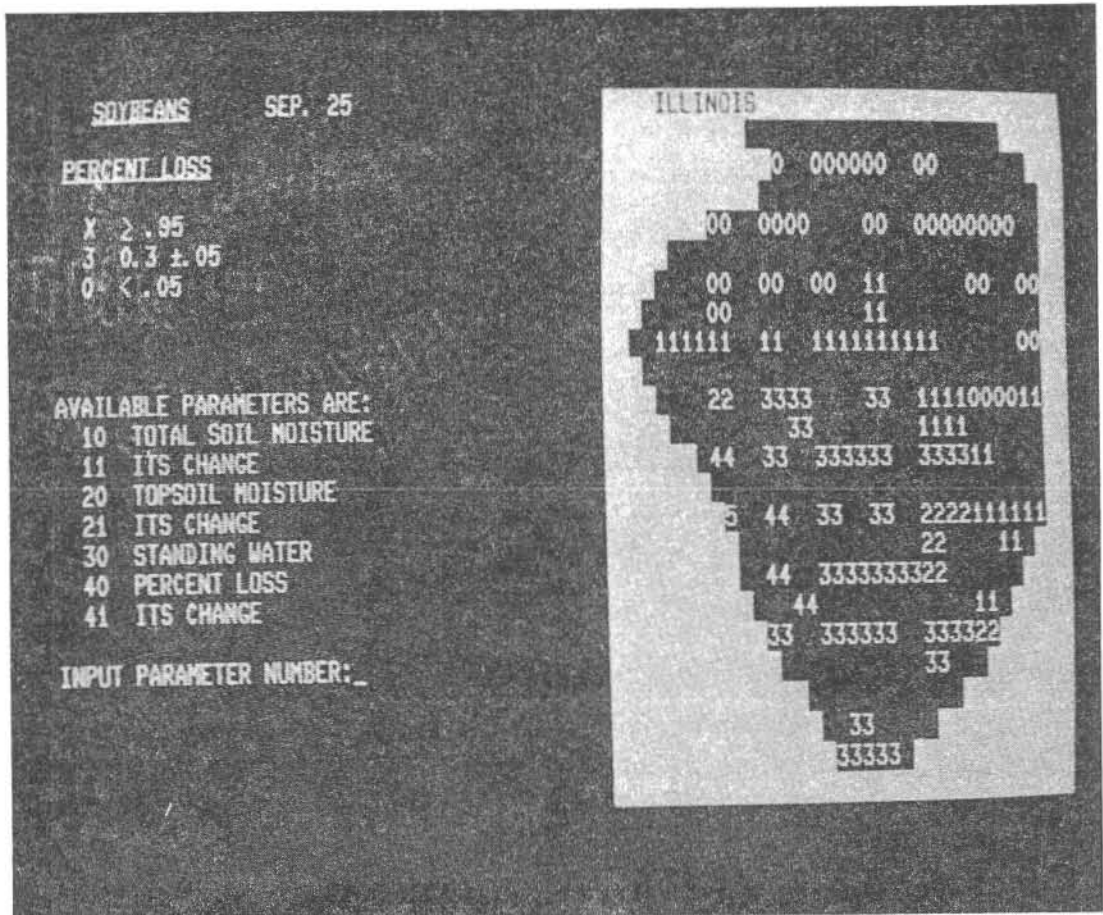 SOYBEANS SEP. 25
PERCENT LOSS
X ≥ .95
3 0.3 ±.05
0 < .05
AVAILABLE PARAMETERS ARE:
10 TOTAL SOIL MOISTURE
11 ITS CHANGE
20 TOPSOIL MOISTURE
21 ITS CHANGE
30 STANDING WATER
40 PERCENT LOSS
41 ITS CHANGE
INPUT PARAMETER NUMBER:_
ILLINOIS
0 000000 00
00 0000 00 00000000
00 00 00 11 00 00
00 11
111111 11 1111111111 00
22 3333 33 1111000011
33 1111
44 33 333333 333311
5 44 33 33 2222111111
22 11
44 3333333322
44 11
33 333333 333322
33
33
33333